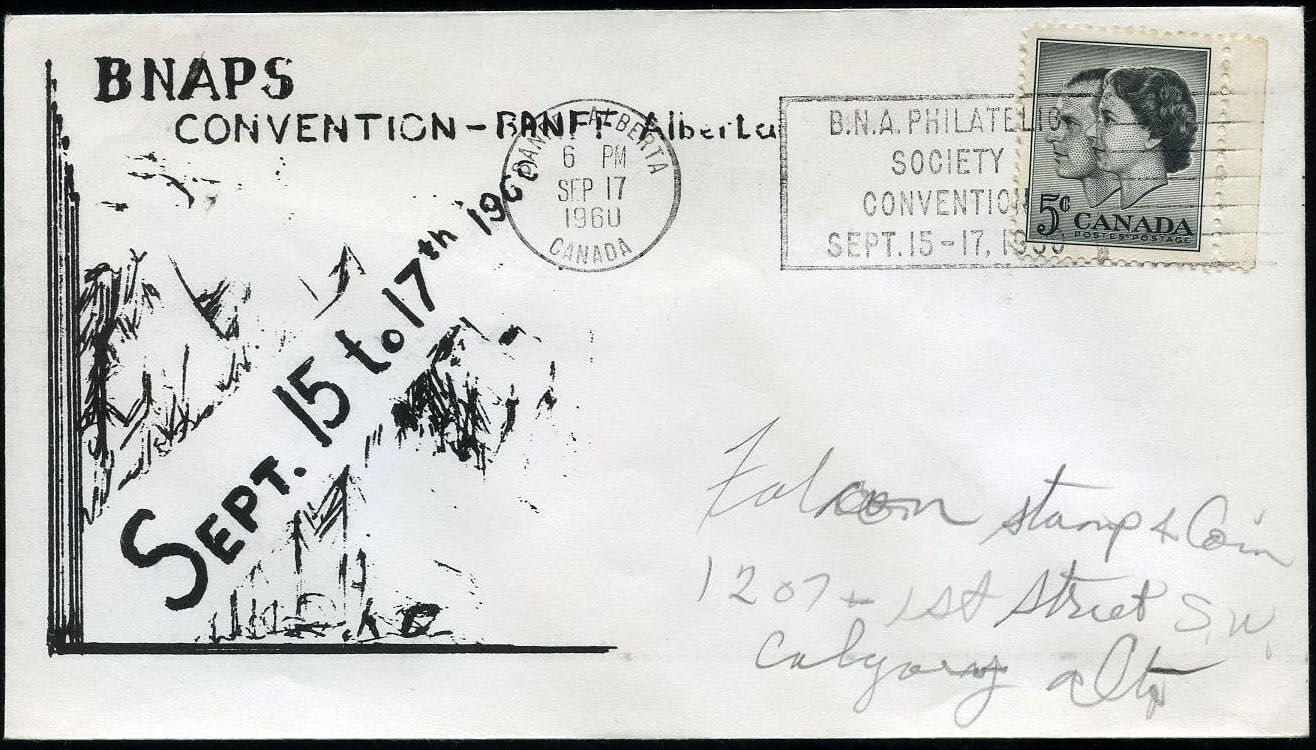 BNAPS
CONVENTION - BANFF Alberta
SEPT. 15 to 17th 1960
BANFF ALBERTA
6 PM
SEP 17
1960
CANADA
B.N.A. PHILATELIC
SOCIETY
CONVENTION
SEPT. 15-17, 1960
5¢ CANADA
POSTES-POSTAGE
Falcon Stamp & Coin
1207 - 1st Street S.W.
Calgary Alta